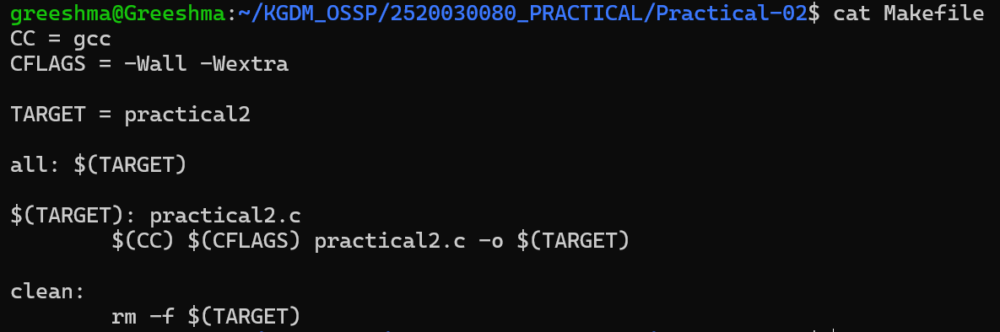 greeshma@Greeshma:~/KGDM_OSSP/2520030080_PRACTICAL/Practical-02$ cat Makefile
CC = gcc
CFLAGS = -Wall -Wextra

TARGET = practical2

all: $(TARGET)

$(TARGET): practical2.c
        $(CC) $(CFLAGS) practical2.c -o $(TARGET)

clean:
        rm -f $(TARGET)